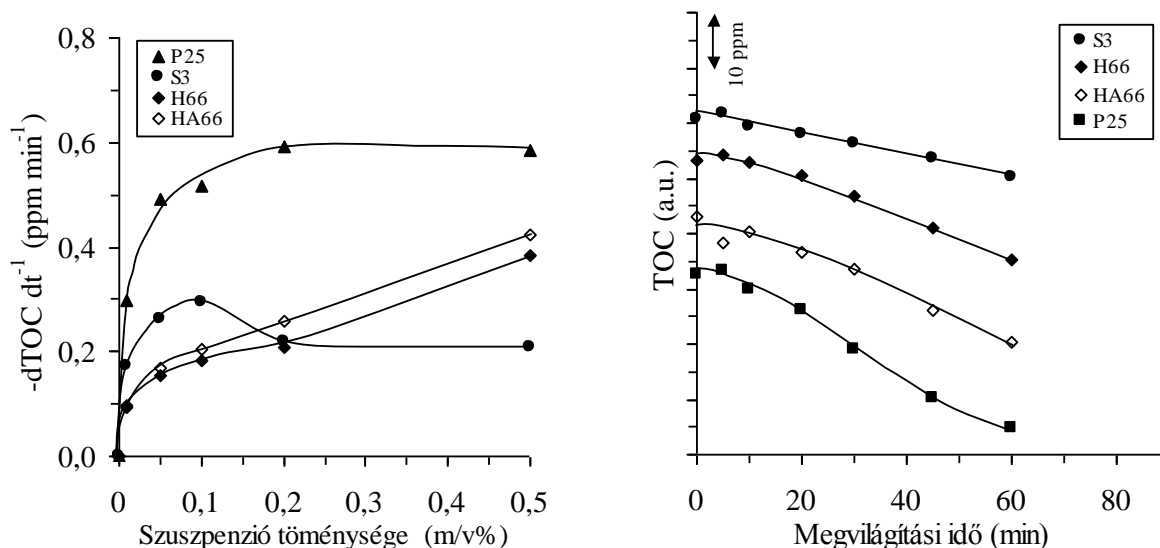 0,8
0,6
0,4
0,2
0,0
-dTOC dt⁻¹ (ppm min⁻¹)
P25
S3
H66
HA66
0
0,1
0,2
0,3
0,4
0,5
Szuszpenzió töménysége (m/v%)
10 ppm
TOC (a.u.)
S3
H66
HA66
P25
0
20
40
60
80
Megvilágítási idő (min)